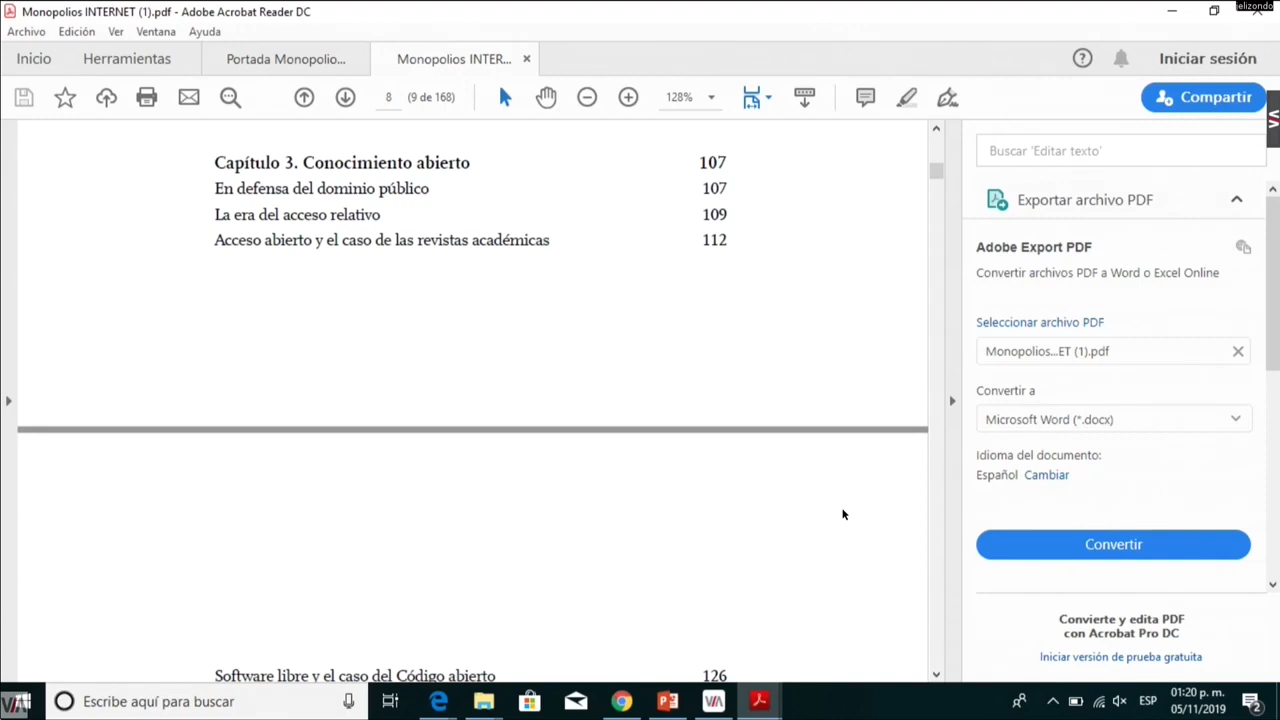 Monopolios INTERNET (1).pdf - Adobe Acrobat Reader DC
jelizondo
Archivo Edición Ver Ventana Ayuda
Inicio Herramientas Portada Monopolio... Monopolios INTER... Iniciar sesión
8 (9 de 168) 128% Compartir
Capítulo 3. Conocimiento abierto 107
En defensa del dominio público 107
La era del acceso relativo 109
Acceso abierto y el caso de las revistas académicas 112
Software libre y el caso del Código abierto 126
Buscar 'Editar texto'
Exportar archivo PDF
Adobe Export PDF
Convertir archivos PDF a Word o Excel Online
Seleccionar archivo PDF
Monopolios...ET (1).pdf
Convertir a
Microsoft Word (*.docx)
Idioma del documento:
Español Cambiar
Convertir
Convierte y edita PDF
con Acrobat Pro DC
Iniciar versión de prueba gratuita
VIA Escribe aquí para buscar VIA ESP 01:20 p. m.
05/11/2019 2